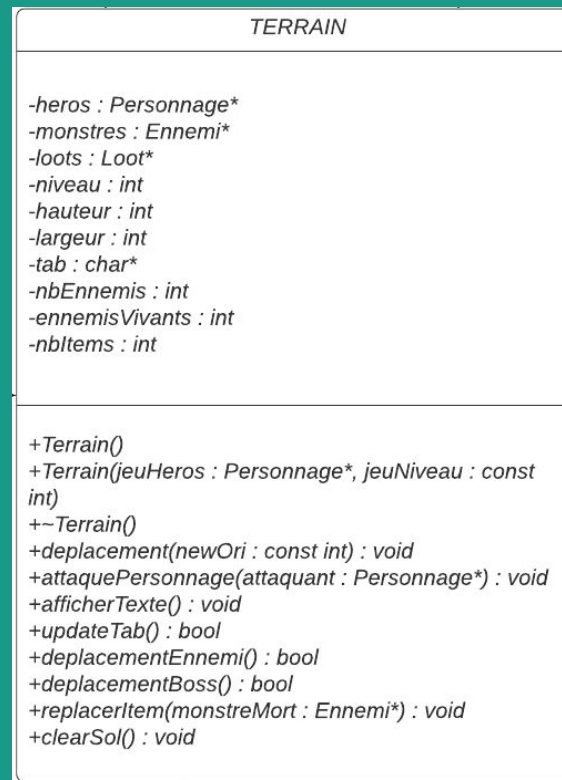 TERRAIN
-heros : Personnage*
-monstres : Ennemi*
-loots : Loot*
-niveau : int
-hauteur : int
-largeur : int
-tab : char*
-nbEnnemis : int
-ennemisVivants : int
-nbItems : int
+Terrain()
+Terrain(jeuHeros : Personnage*, jeuNiveau : const
int)
+~Terrain()
+deplacement(newOri : const int) : void
+attaquePersonnage(attaquant : Personnage*) : void
+afficherTexte() : void
+updateTab() : bool
+deplacementEnnemi() : bool
+deplacementBoss() : bool
+replacerItem(monstreMort : Ennemi*) : void
+clearSol() : void